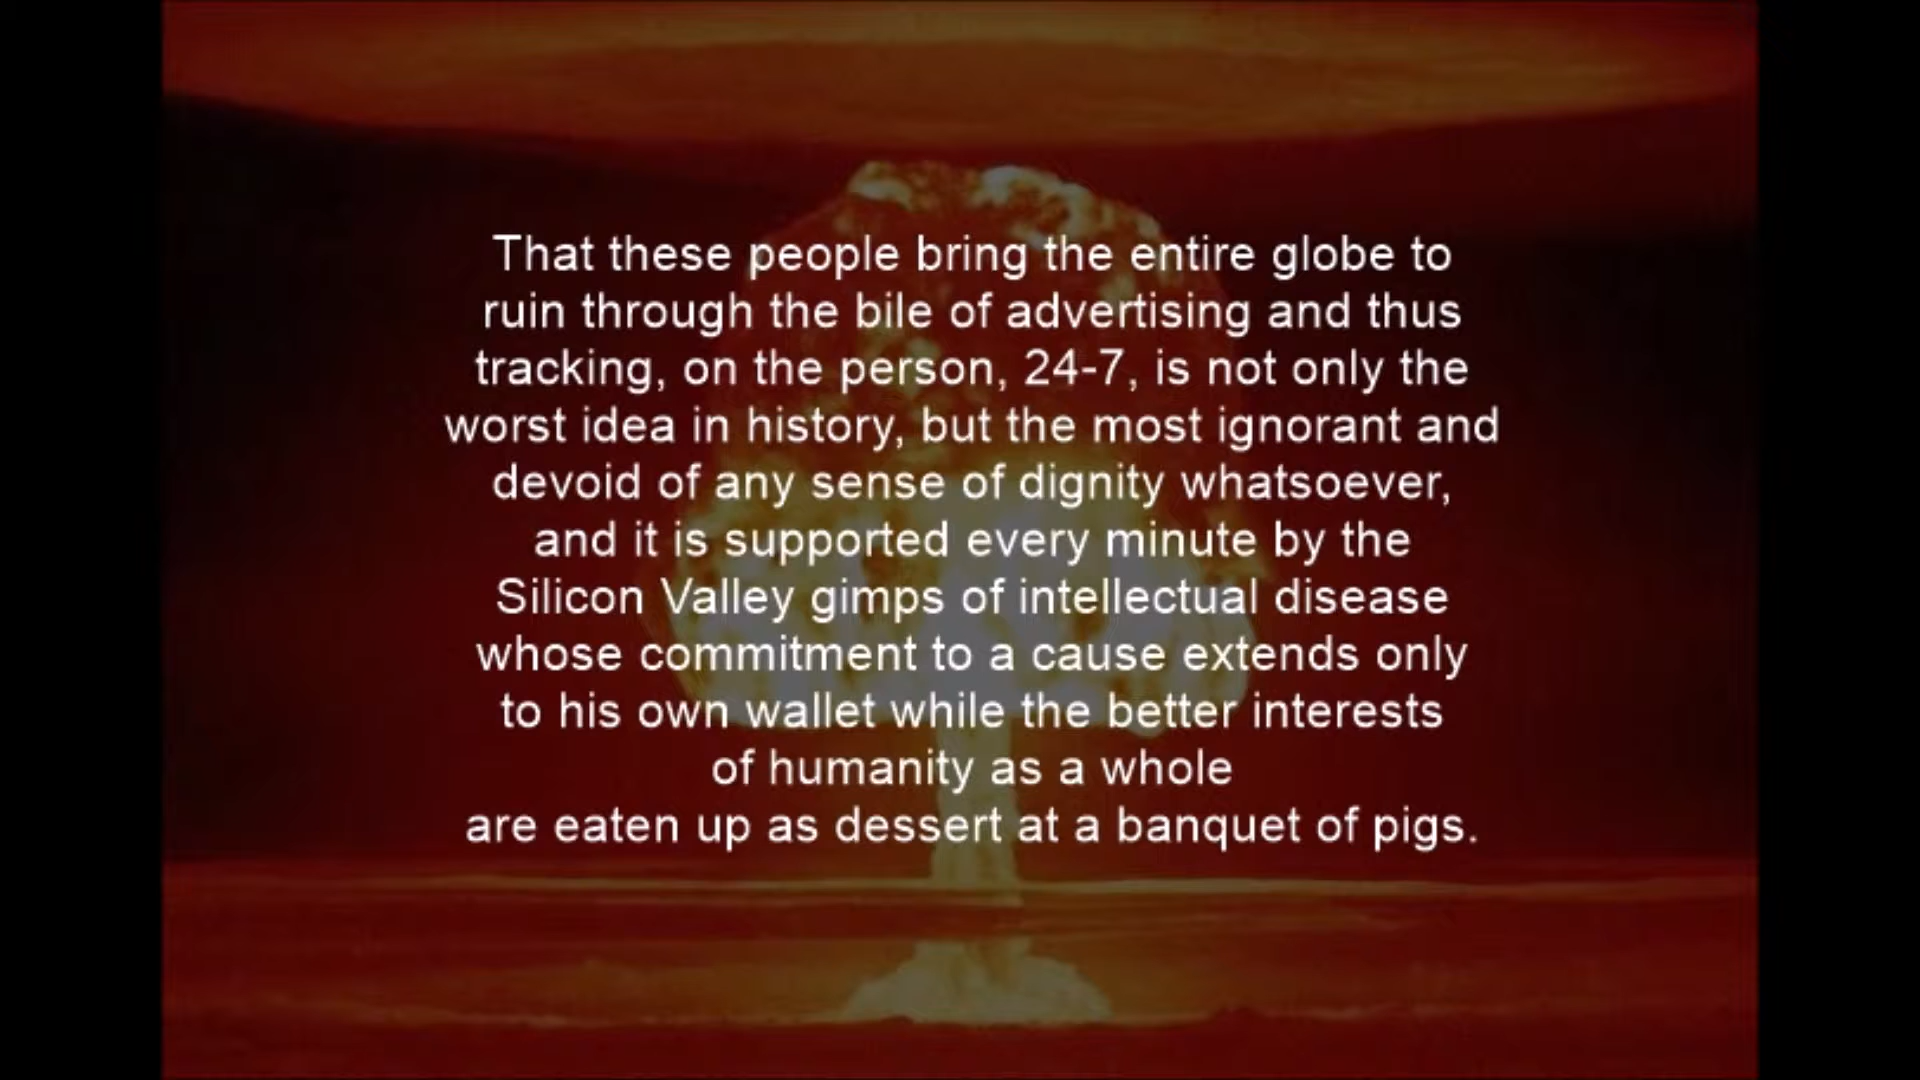 That these people bring the entire globe to
ruin through the bile of advertising and thus
tracking, on the person, 24-7, is not only the
worst idea in history, but the most ignorant and
devoid of any sense of dignity whatsoever,
and it is supported every minute by the
Silicon Valley gimps of intellectual disease
whose commitment to a cause extends only
to his own wallet while the better interests
of humanity as a whole
are eaten up as dessert at a banquet of pigs.